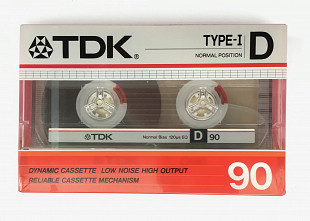 TDK® TYPE-I D
NORMAL POSITION
TDK Normal Bias 120µs EQ D 90
DYNAMIC CASSETTE LOW NOISE HIGH OUTPUT
RELIABLE CASSETTE MECHANISM
90